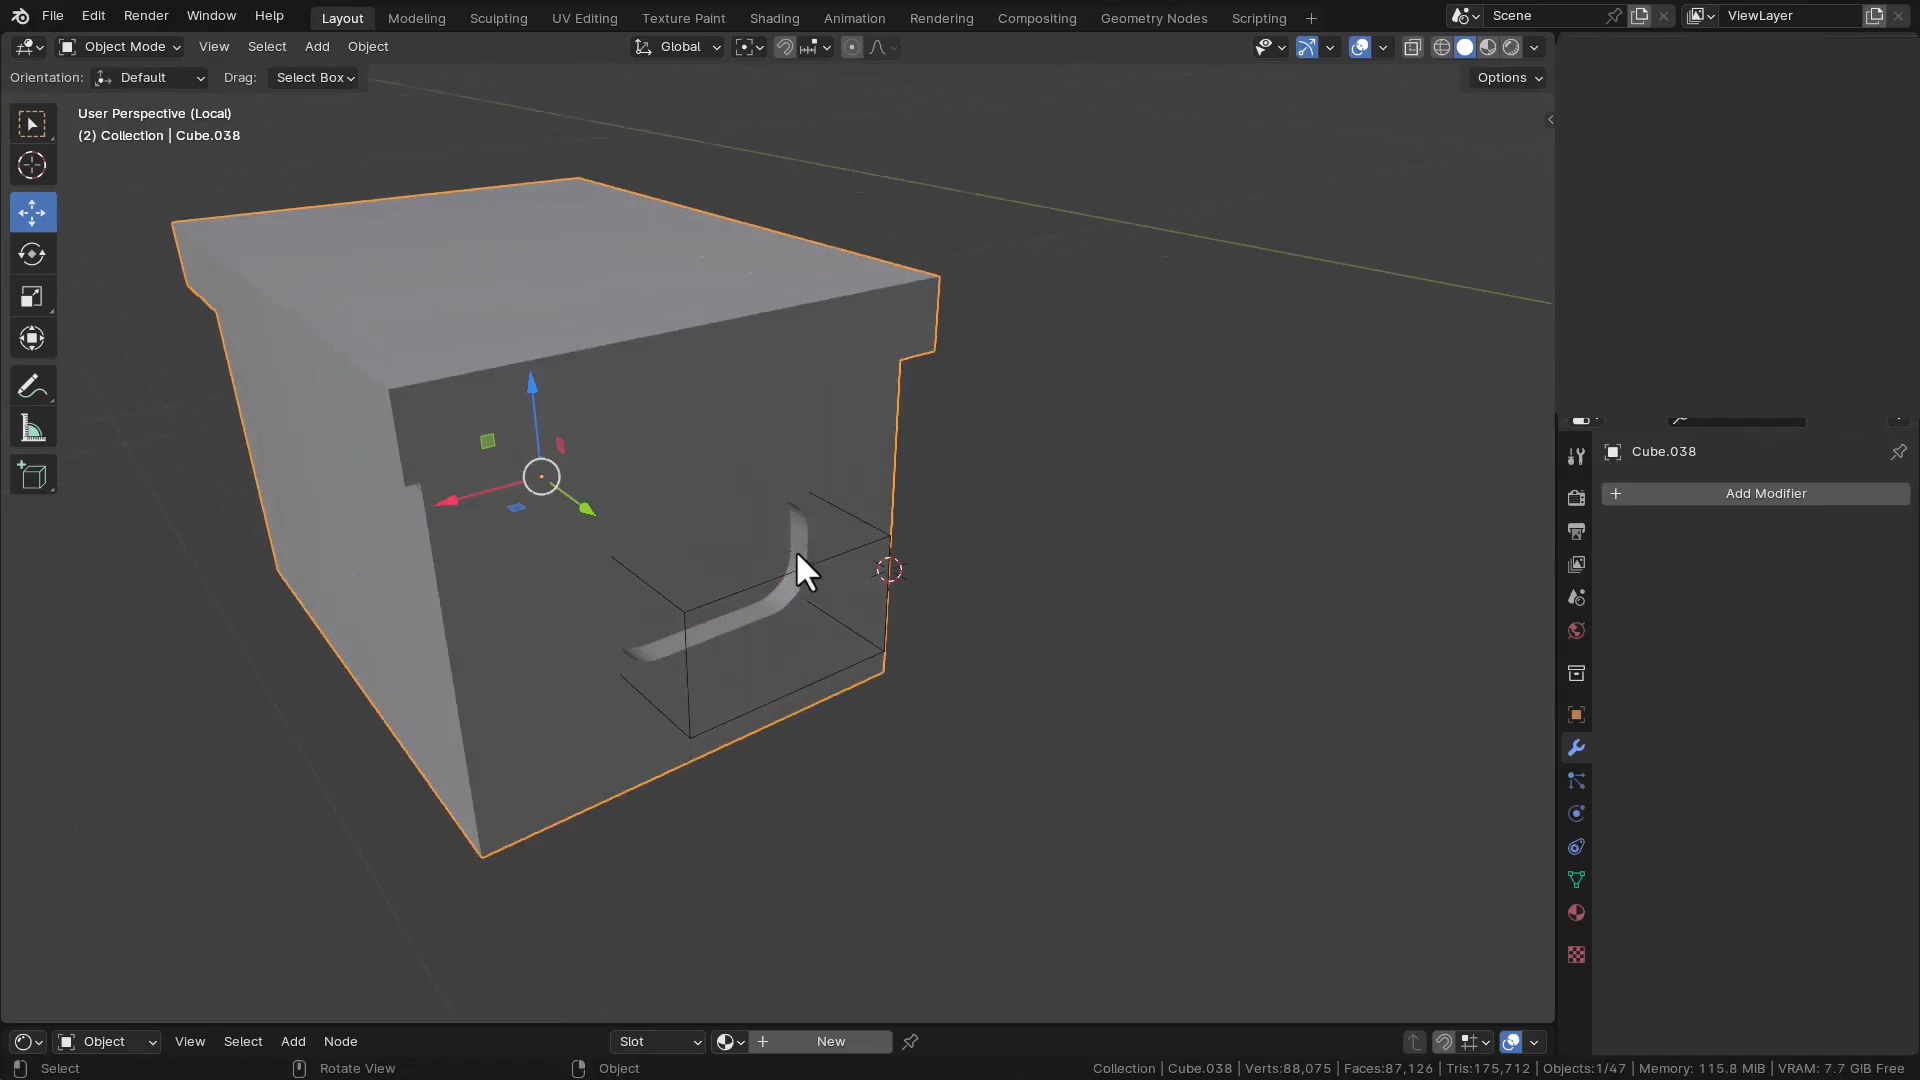 File Edit Render Window Help Layout Modeling Sculpting UV Editing Texture Paint Shading Animation Rendering Compositing Geometry Nodes Scripting + Scene ViewLayer
Object Mode View Select Add Object Global
Orientation: Default Drag: Select Box Options
User Perspective (Local)
(2) Collection | Cube.038
Cube.038
+ Add Modifier
Object View Select Add Node Slot + New
Select Rotate View Object Collection | Cube.038 | Verts:88,075 | Faces:87,126 | Tris:175,712 | Objects:1/47 | Memory: 115.8 MiB | VRAM: 7.7 GiB Free